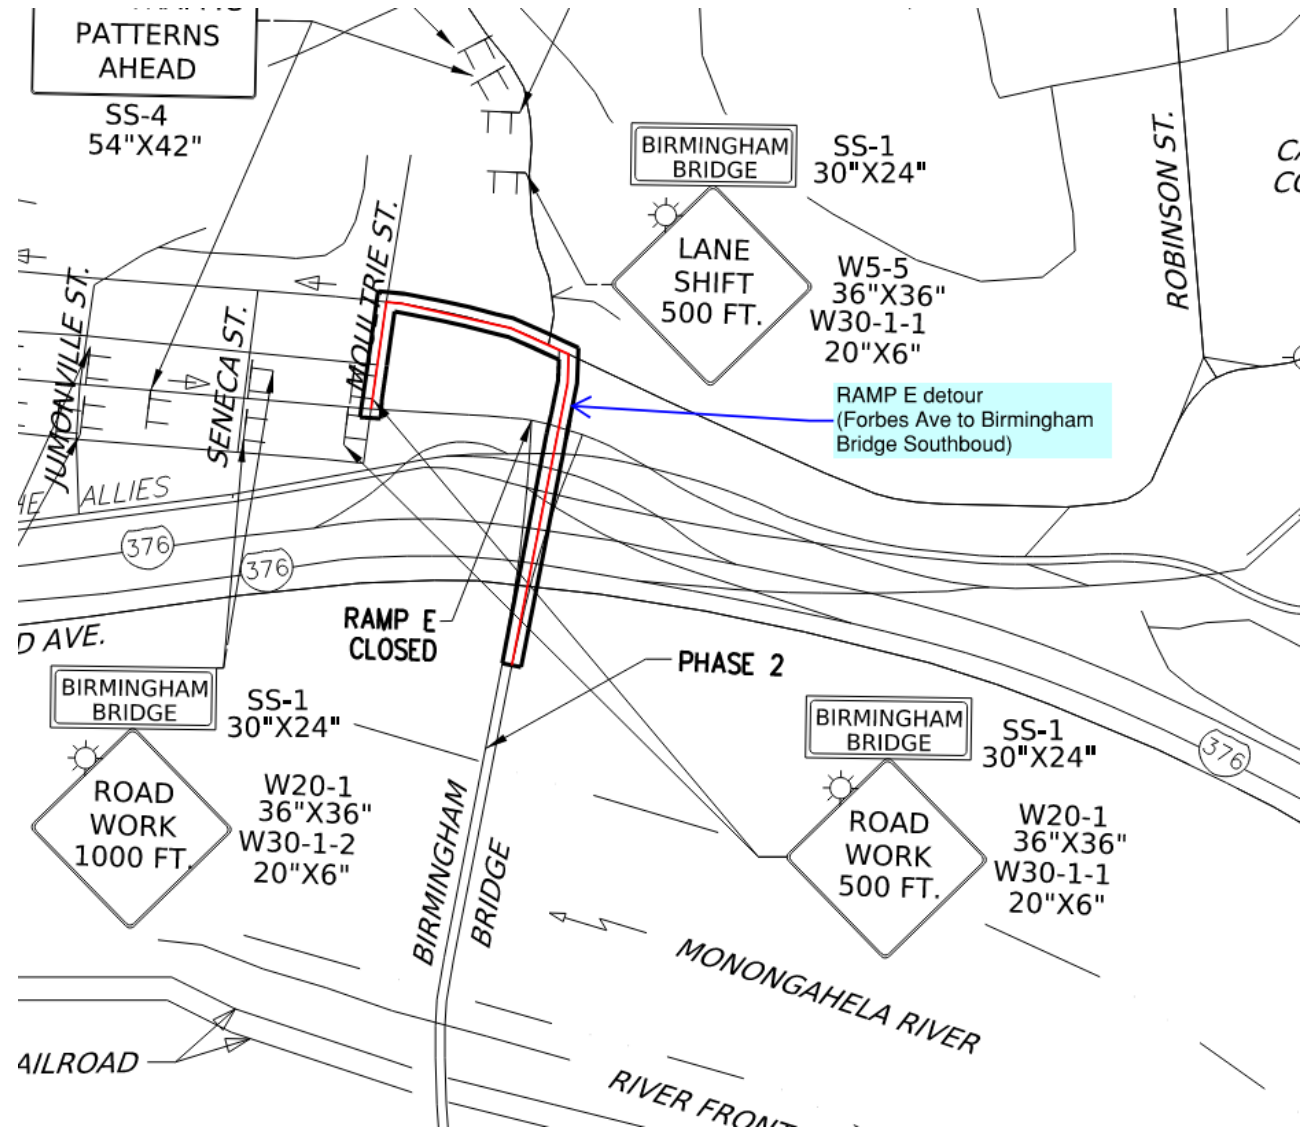 PATTERNS
AHEAD
SS-4
54"X42"
BIRMINGHAM
BRIDGE
SS-1
30"X24"
LANE
SHIFT
500 FT.
W5-5
36"X36"
W30-1-1
20"X6"
ROBINSON ST.
JUMONVILLE ST.
SENECA ST.
MOULTRIE ST.
RAMP E detour
(Forbes Ave to Birmingham
Bridge Southboud)
ALLIES
376
376
RAMP E
CLOSED
AVE.
PHASE 2
BIRMINGHAM
BRIDGE
SS-1
30"X24"
ROAD
WORK
1000 FT.
W20-1
36"X36"
W30-1-2
20"X6"
BIRMINGHAM
BRIDGE
SS-1
30"X24"
ROAD
WORK
500 FT.
W20-1
36"X36"
W30-1-1
20"X6"
376
BIRMINGHAM
BRIDGE
MONONGAHELA RIVER
RIVER FRONT